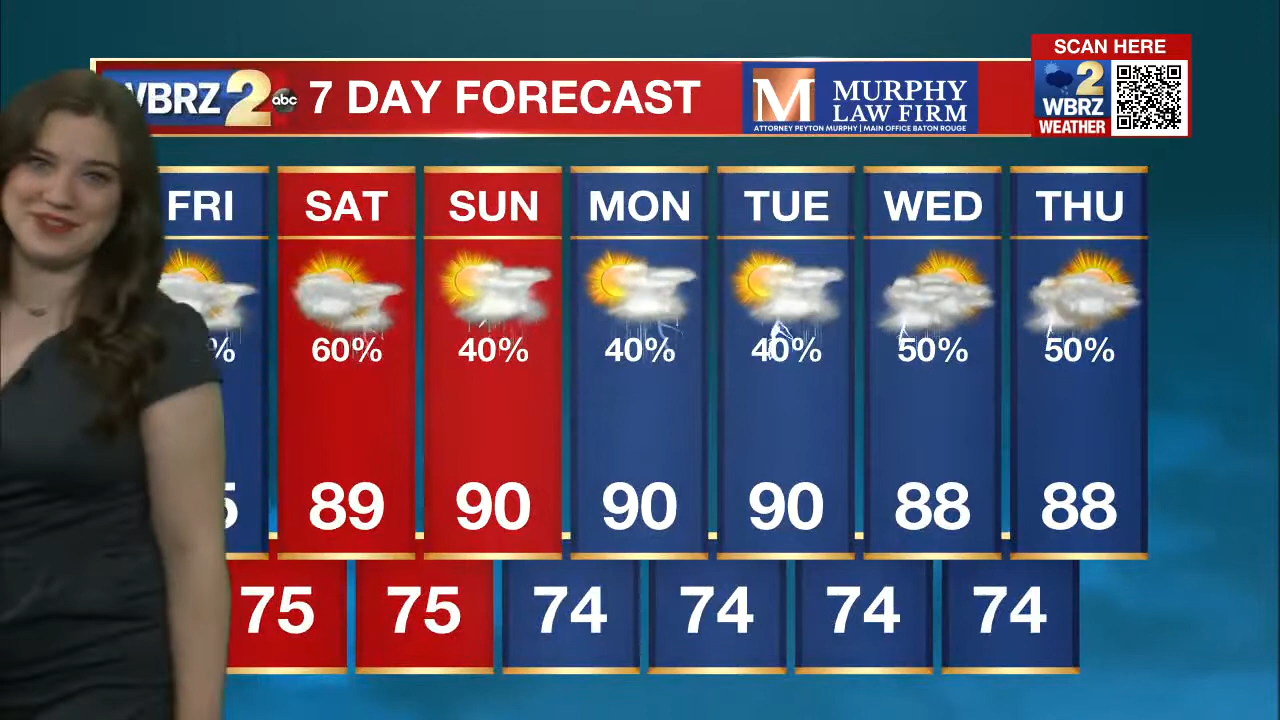 SCAN HERE
WBRZ 2 abc 7 DAY FORECAST
M MURPHY
LAW FIRM
ATTORNEY PEYTON MURPHY | MAIN OFFICE BATON ROUGE
2
WBRZ
WEATHER
FRI SAT SUN MON TUE WED THU
% 60% 40% 40% 40% 50% 50%
5 89 90 90 90 88 88
75 75 74 74 74 74